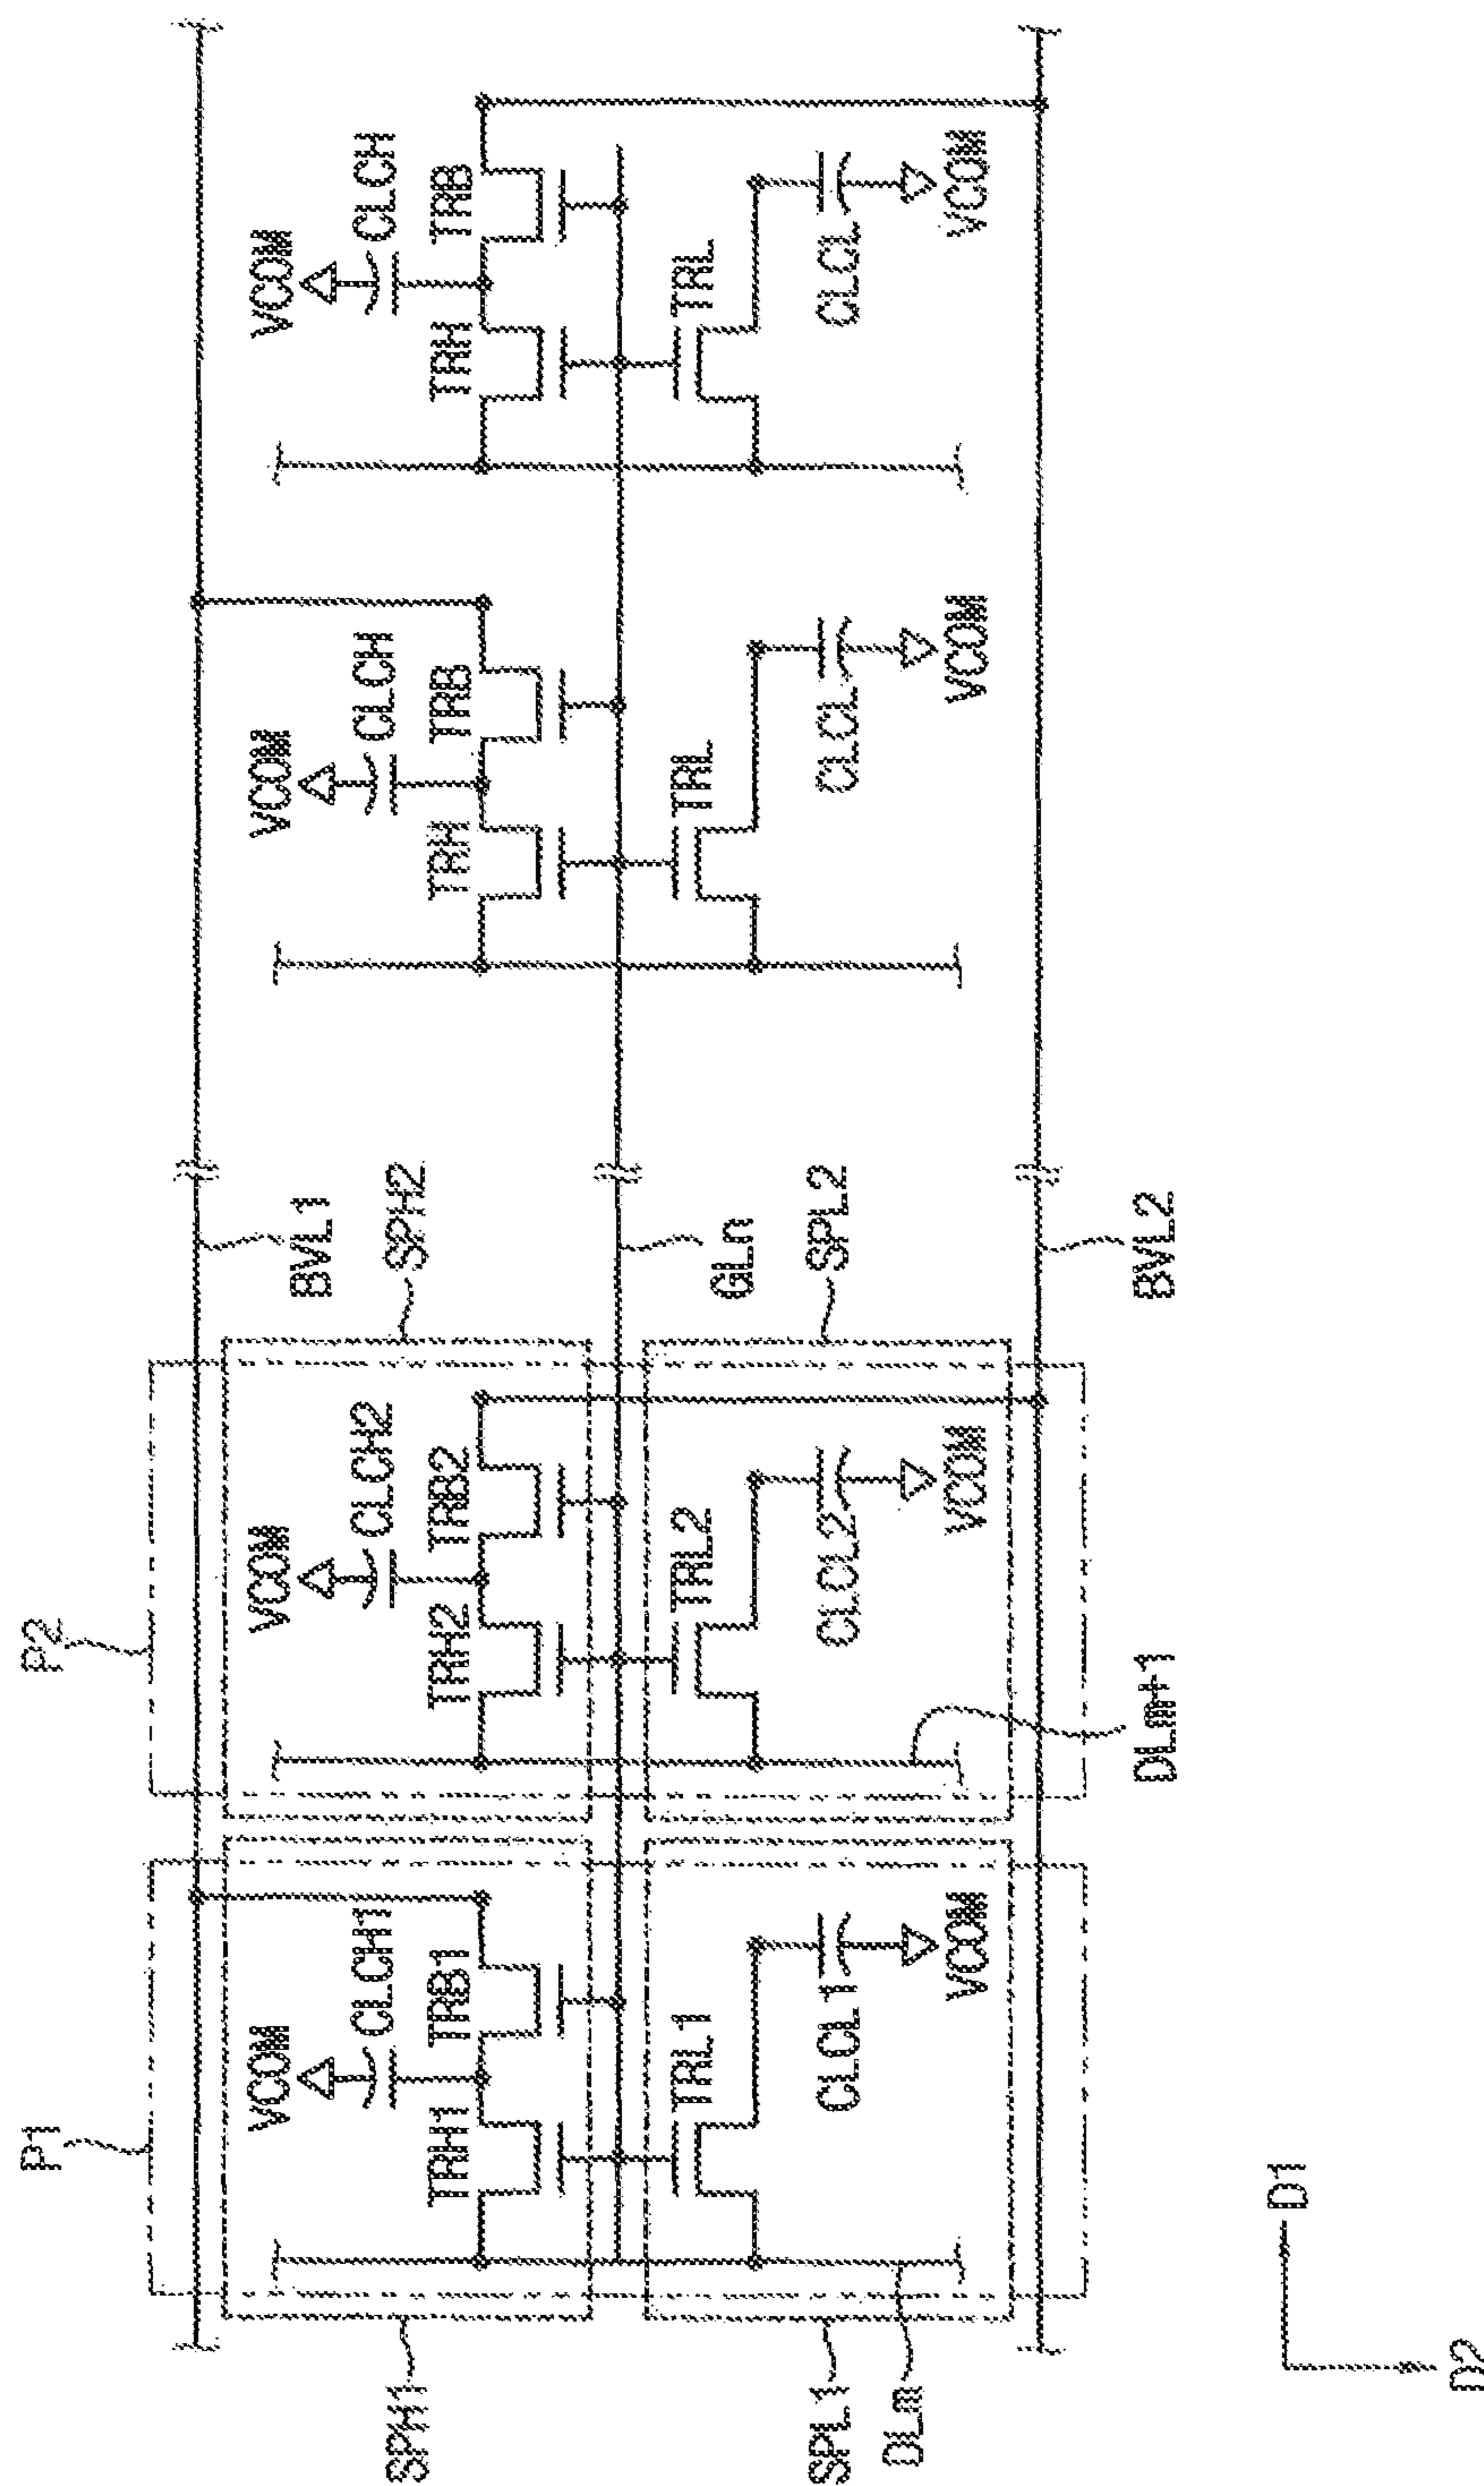 P1
P2
VCOM
CLCH1
VCOM
CLCH2
VCOM
CLCH
VCOM
CLCH
TRH1
TRB1
TRH2
TRB2
TRH
TRB
TRH
TRB
SPH1
BVL1
SPH2
TRL1
TRL2
GLn
TRL
TRL
CLCL1
CLCL2
CLCL
CLCL
SPL1
SPL2
DLm
VCOM
VCOM
VCOM
VCOM
DLm+1
BVL2
D1
D2